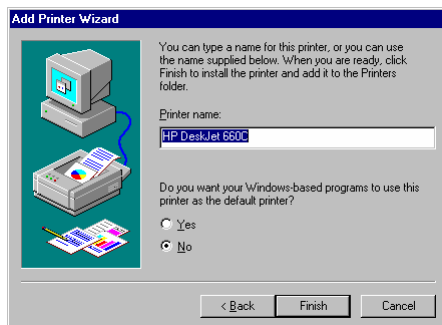 Add Printer Wizard
You can type a name for this printer, or you can use
the name supplied below. When you are ready, click
Finish to install the printer and add it to the Printers
folder.
Printer name:
HP DeskJet 660C
Do you want your Windows-based programs to use this
printer as the default printer?
Yes
No
< Back Finish Cancel